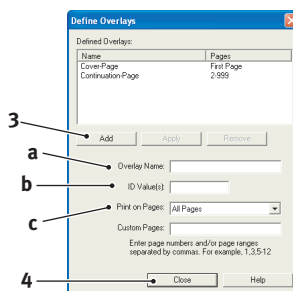 Define Overlays
Defined Overlays:
Name Pages
Cover-Page First Page
Continuation-Page 2-999
3
Add Apply Remove
a
Overlay Name:
b
ID Value(s):
c
Print on Pages: All Pages
Custom Pages:
Enter page numbers and/or page ranges
separated by commas. For example, 1,3,5-12
4
Close Help